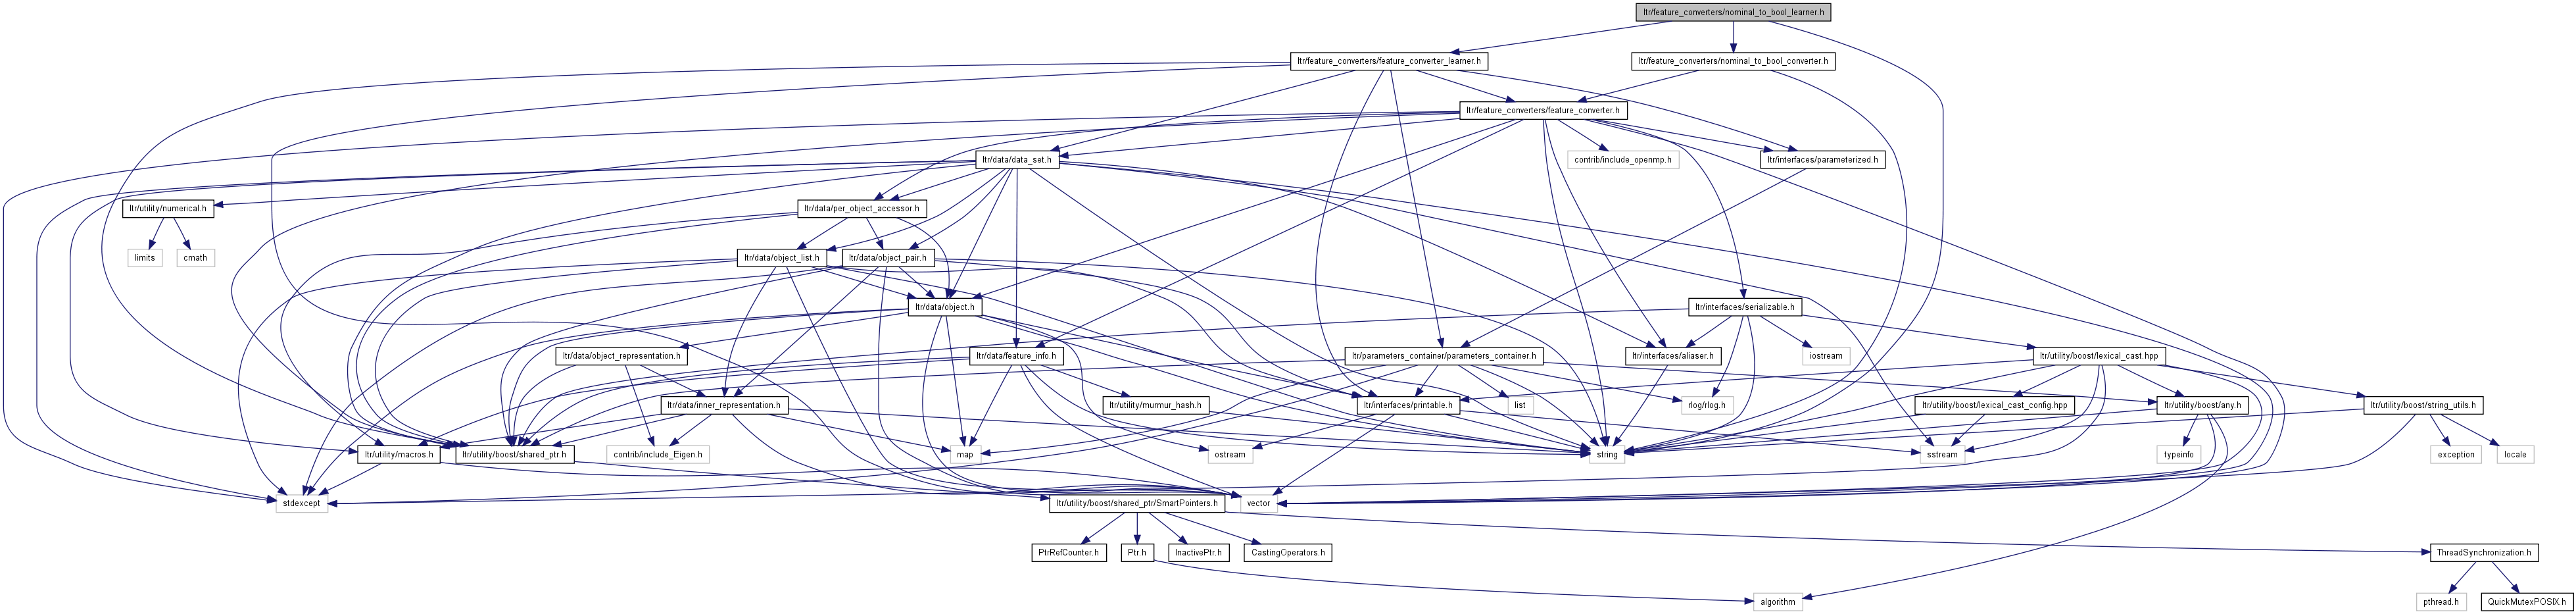 ltr/feature_converters/nominal_to_bool_learner.h
ltr/feature_converters/feature_converter_learner.h
ltr/feature_converters/nominal_to_bool_converter.h
ltr/feature_converters/feature_converter.h
ltr/data/data_set.h
contrib/include_openmp.h
ltr/interfaces/parameterized.h
ltr/utility/numerical.h
ltr/data/per_object_accessor.h
limits
cmath
ltr/data/object_list.h
ltr/data/object_pair.h
ltr/data/object.h
ltr/interfaces/serializable.h
ltr/data/object_representation.h
ltr/data/feature_info.h
ltr/parameters_container/parameters_container.h
ltr/interfaces/aliaser.h
iostream
ltr/utility/boost/lexical_cast.hpp
ltr/data/inner_representation.h
ltr/utility/murmur_hash.h
ltr/interfaces/printable.h
list
rlog/rlog.h
ltr/utility/boost/lexical_cast_config.hpp
ltr/utility/boost/any.h
ltr/utility/boost/string_utils.h
ltr/utility/macros.h
ltr/utility/boost/shared_ptr.h
contrib/include_Eigen.h
map
ostream
string
sstream
typeinfo
exception
locale
stdexcept
ltr/utility/boost/shared_ptr/SmartPointers.h
vector
PtrRefCounter.h
Ptr.h
InactivePtr.h
CastingOperators.h
ThreadSynchronization.h
algorithm
pthread.h
QuickMutexPOSIX.h